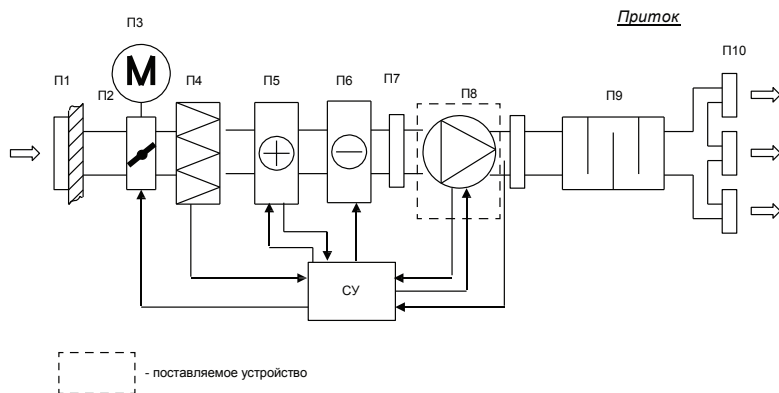 Приток
П3
П10
П1
П2
П4
П5
П6
П7
П8
П9
М
СУ
- поставляемое устройство